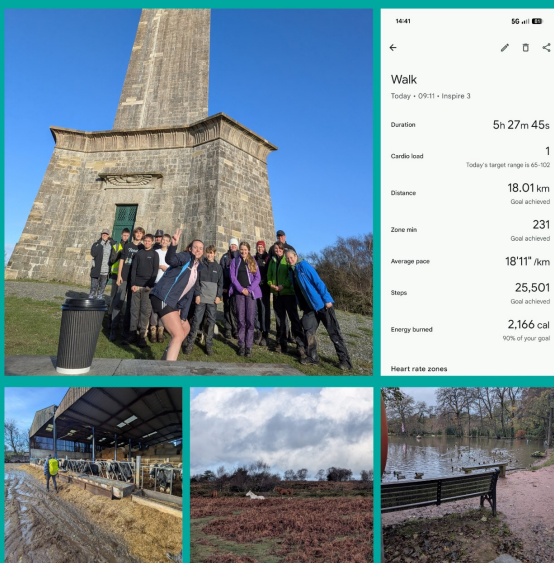 14:41
5G 81
Walk
Today • 09:11 • Inspire 3
Duration
5h 27m 45s
Cardio load
1
Today's target range is 65-102
Distance
18.01 km
Goal achieved
Zone min
231
Goal achieved
Average pace
18'11" /km
Steps
25,501
Goal achieved
Energy burned
2,166 cal
90% of your goal
Heart rate zones